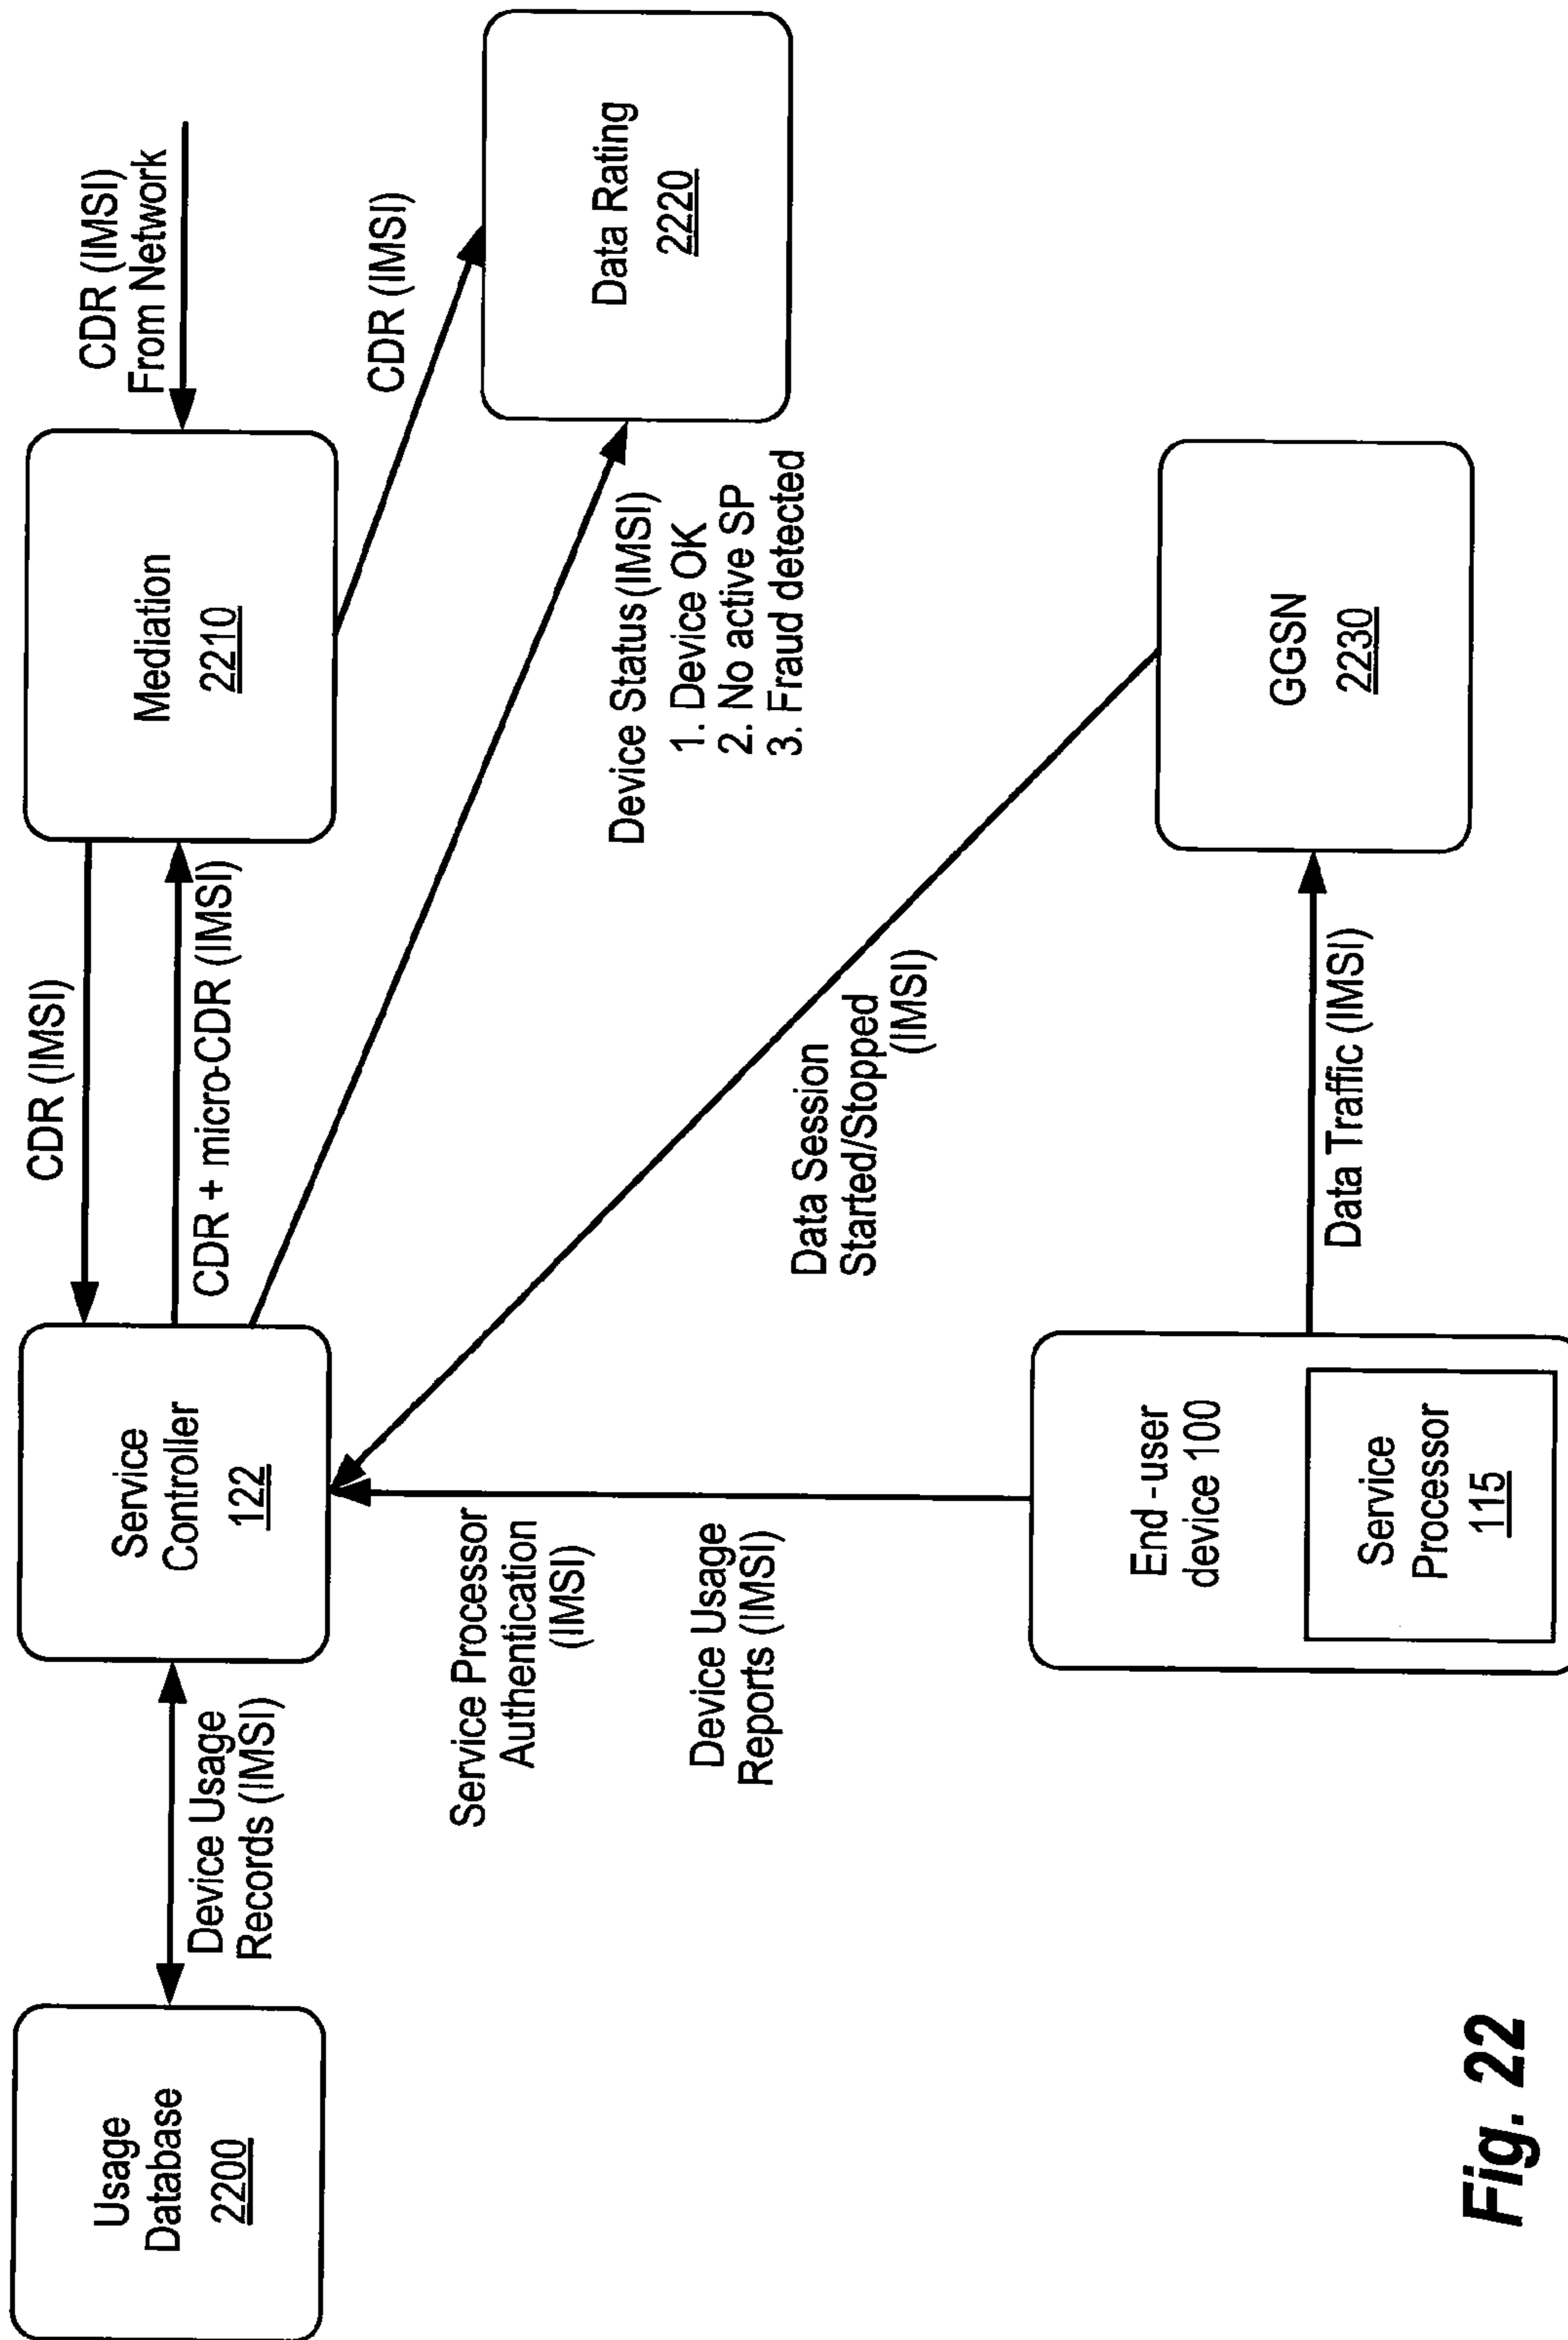 Usage
Database
2200
Device Usage
Records (IMSI)
Service
Controller
122
CDR (IMSI)
CDR + micro-CDR (IMSI)
Mediation
2210
CDR (IMSI)
From Network
CDR (IMSI)
Data Rating
2220
Device Status (IMSI)
1. Device OK
2. No active SP
3. Fraud detected
Service Processor
Authentication
(IMSI)
Device Usage
Reports (IMSI)
Data Session
Started/Stopped
(IMSI)
End -user
device 100
Service
Processor
115
Data Traffic (IMSI)
GGSN
2230
Fig. 22